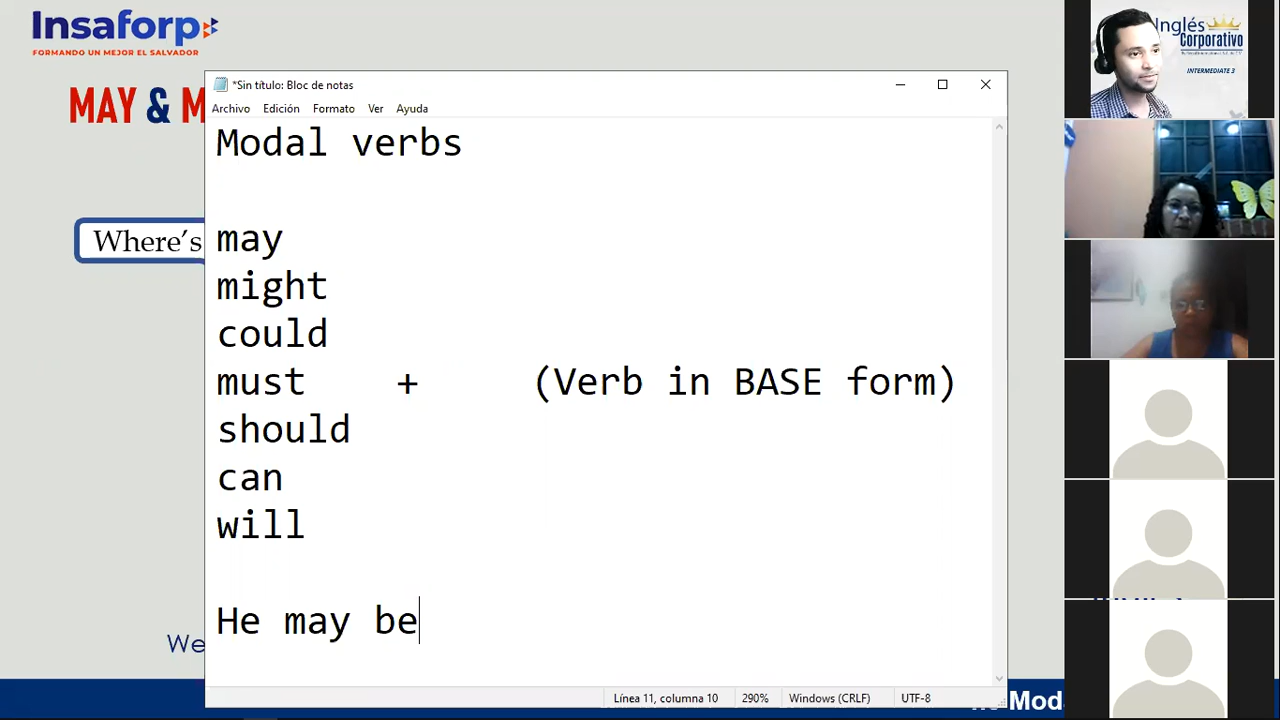 Insaforp
FORMANDO UN MEJOR EL SALVADOR
MAY & M
Where's
*Sin título: Bloc de notas
Archivo Edición Formato Ver Ayuda
Modal verbs
may
might
could
must + (Verb in BASE form)
should
can
will
He may be
We
Línea 11, columna 10 290% Windows (CRLF) UTF-8
Mod
Inglés
Corporativo
INTERMEDIATE 3